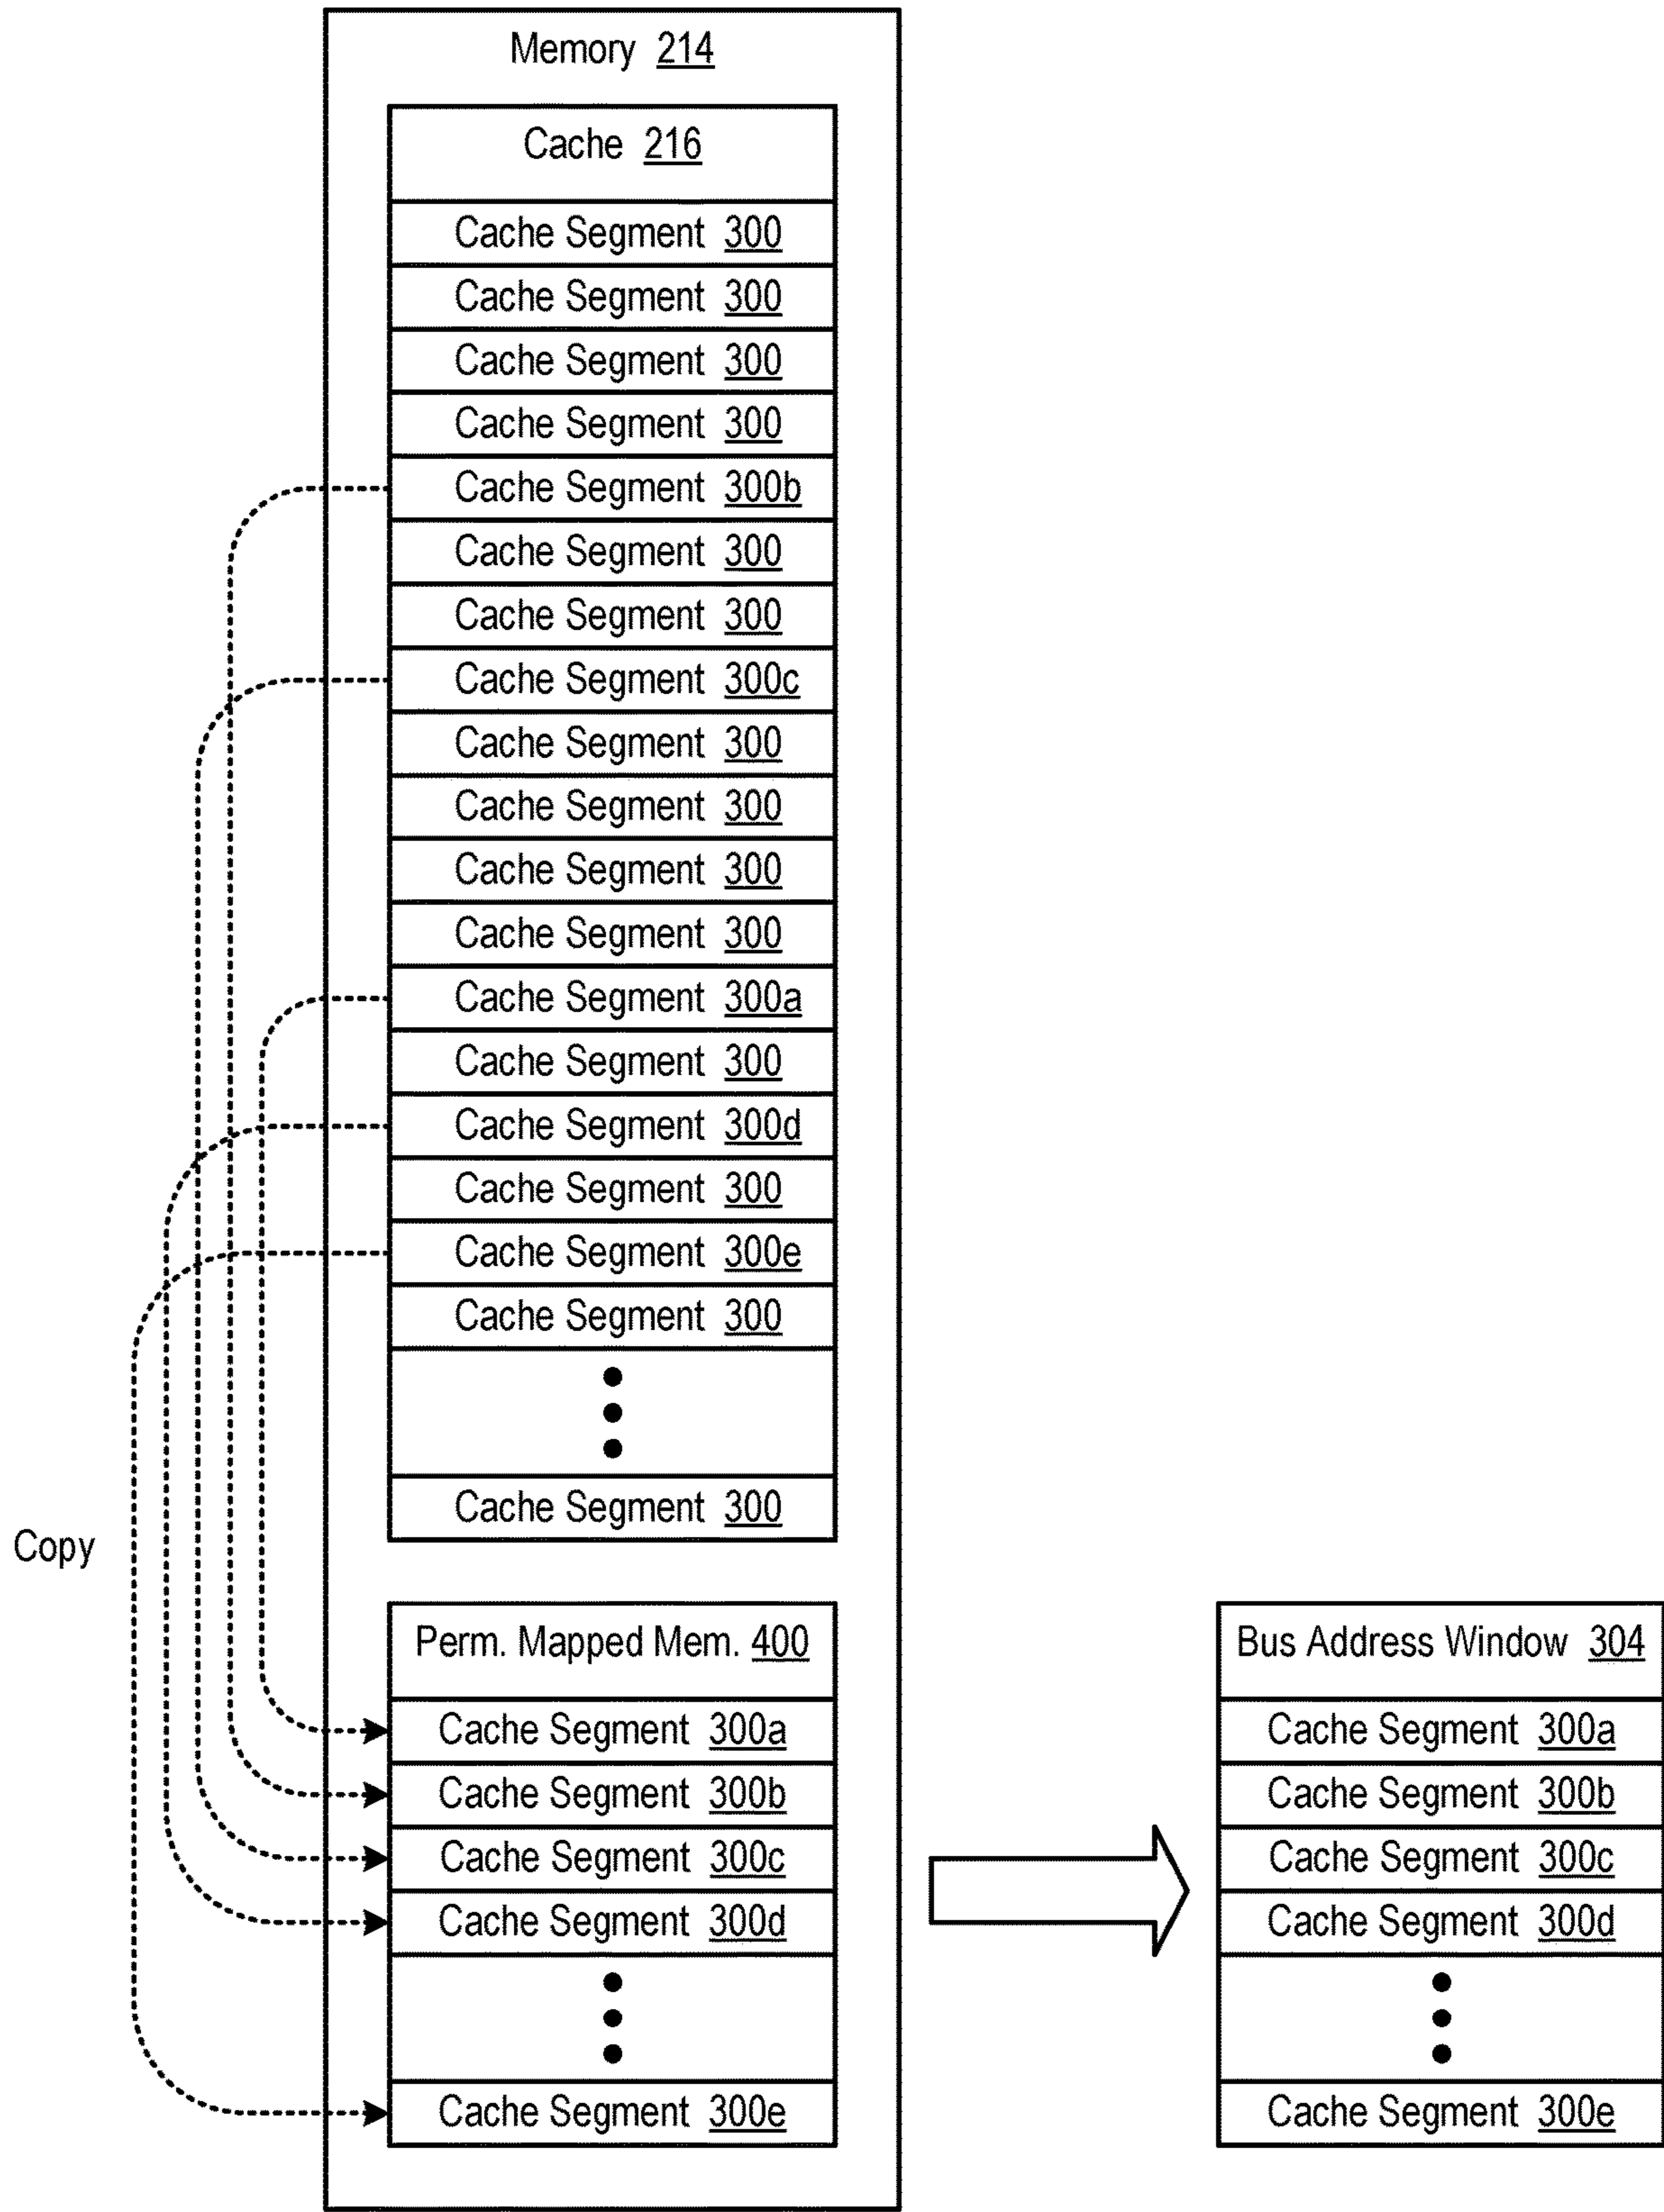 Memory 214
Cache 216
Cache Segment 300
Cache Segment 300
Cache Segment 300
Cache Segment 300
Cache Segment 300b
Cache Segment 300
Cache Segment 300
Cache Segment 300c
Cache Segment 300
Cache Segment 300
Cache Segment 300
Cache Segment 300
Cache Segment 300a
Cache Segment 300
Cache Segment 300d
Cache Segment 300
Cache Segment 300e
Cache Segment 300
Cache Segment 300
Copy
Perm. Mapped Mem. 400
Cache Segment 300a
Cache Segment 300b
Cache Segment 300c
Cache Segment 300d
Cache Segment 300e
Bus Address Window 304
Cache Segment 300a
Cache Segment 300b
Cache Segment 300c
Cache Segment 300d
Cache Segment 300e